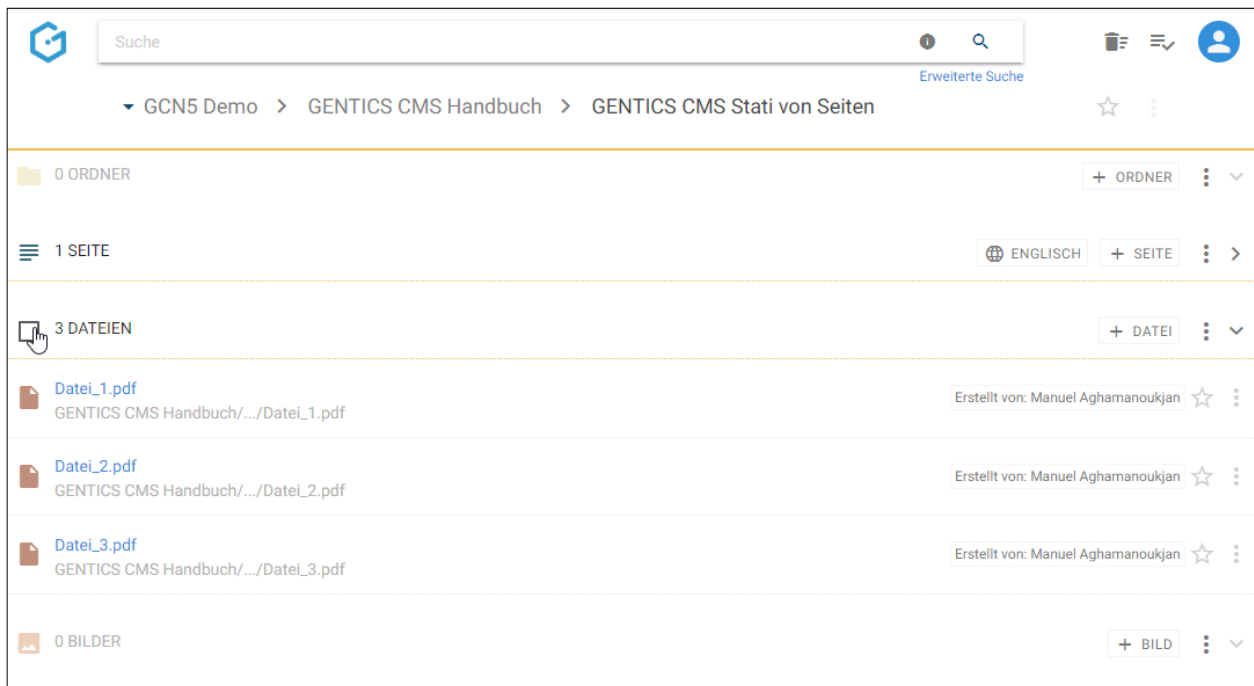 Suche
Erweiterte Suche
GCN5 Demo > GENTICS CMS Handbuch > GENTICS CMS Stati von Seiten
0 ORDNER + ORDNER
1 SEITE ENGLISCH + SEITE
3 DATEIEN + DATEI
Datei_1.pdf
GENTICS CMS Handbuch/.../Datei_1.pdf Erstellt von: Manuel Aghamanoukjan
Datei_2.pdf
GENTICS CMS Handbuch/.../Datei_2.pdf Erstellt von: Manuel Aghamanoukjan
Datei_3.pdf
GENTICS CMS Handbuch/.../Datei_3.pdf Erstellt von: Manuel Aghamanoukjan
0 BILDER + BILD